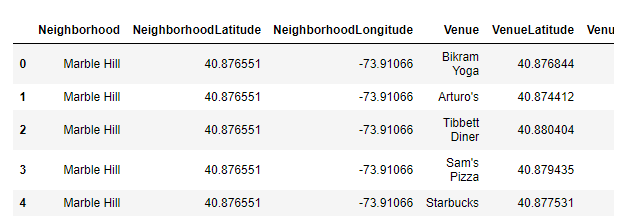 Neighborhood NeighborhoodLatitude NeighborhoodLongitude Venue VenueLatitude Venu
0 Marble Hill 40.876551 -73.91066 Bikram Yoga 40.876844
1 Marble Hill 40.876551 -73.91066 Arturo's 40.874412
2 Marble Hill 40.876551 -73.91066 Tibbett Diner 40.880404
3 Marble Hill 40.876551 -73.91066 Sam's Pizza 40.879435
4 Marble Hill 40.876551 -73.91066 Starbucks 40.877531